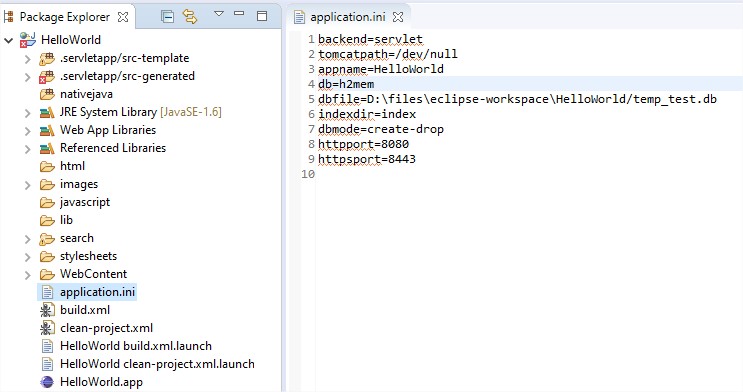 Package Explorer
HelloWorld
.servletapp/src-template
.servletapp/src-generated
nativejava
JRE System Library [JavaSE-1.6]
Web App Libraries
Referenced Libraries
html
images
javascript
lib
search
stylesheets
WebContent
application.ini
build.xml
clean-project.xml
HelloWorld build.xml.launch
HelloWorld clean-project.xml.launch
HelloWorld.app
application.ini
1 backend=servlet
2 tomcatpath=/dev/null
3 appname=HelloWorld
4 db=h2mem
5 dbfile=D:\files\eclipse-workspace\HelloWorld/temp_test.db
6 indexdir=index
7 dbmode=create-drop
8 httpport=8080
9 httpsport=8443
10